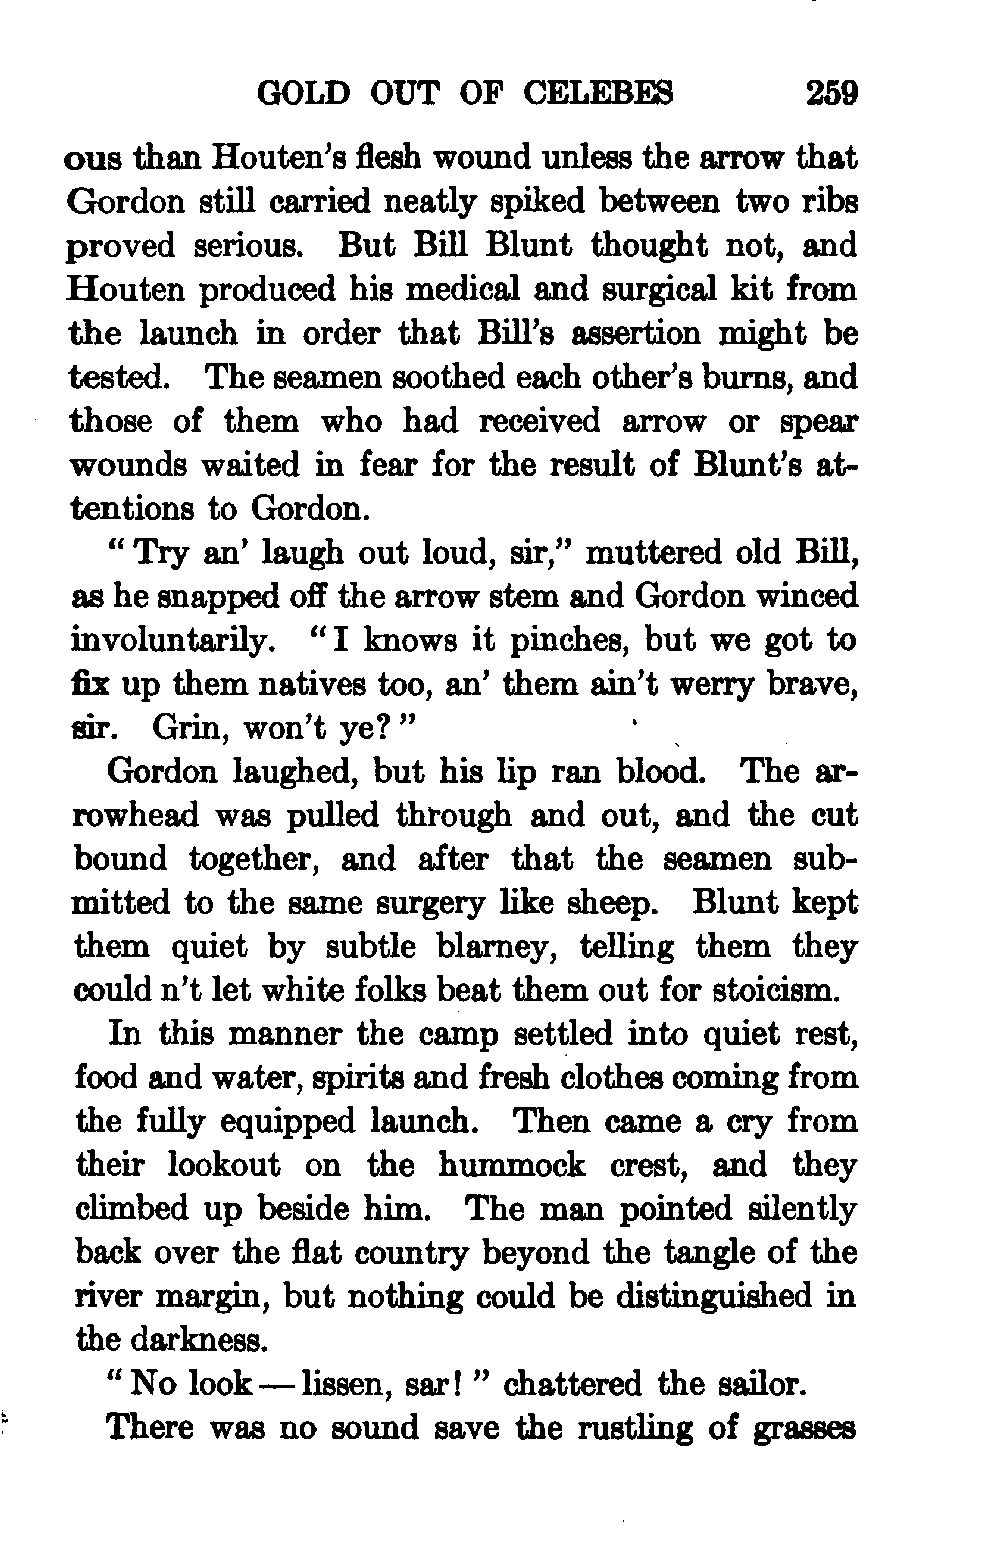 GOLD OUT OF CELEBES 259
ous than Houten's flesh wound unless the arrow that
Gordon still carried neatly spiked between two ribs
proved serious. But Bill Blunt thought not, and
Houten produced his medical and surgical kit from
the launch in order that Bill's assertion might be
tested. The seamen soothed each other's burns, and
those of them who had received arrow or spear
wounds waited in fear for the result of Blunt's at-
tentions to Gordon.
"Try an' laugh out loud, sir," muttered old Bill,
as he snapped off the arrow stem and Gordon winced
involuntarily. "I knows it pinches, but we got to
fix up them natives too, an' them ain't werry brave,
sir. Grin, won't ye?"
Gordon laughed, but his lip ran blood. The ar-
rowhead was pulled through and out, and the cut
bound together, and after that the seamen sub-
mitted to the same surgery like sheep. Blunt kept
them quiet by subtle blarney, telling them they
could n't let white folks beat them out for stoicism.
In this manner the camp settled into quiet rest,
food and water, spirits and fresh clothes coming from
the fully equipped launch. Then came a cry from
their lookout on the hummock crest, and they
climbed up beside him. The man pointed silently
back over the flat country beyond the tangle of the
river margin, but nothing could be distinguished in
the darkness.
"No look—lissen, sar!" chattered the sailor.
There was no sound save the rustling of grasses